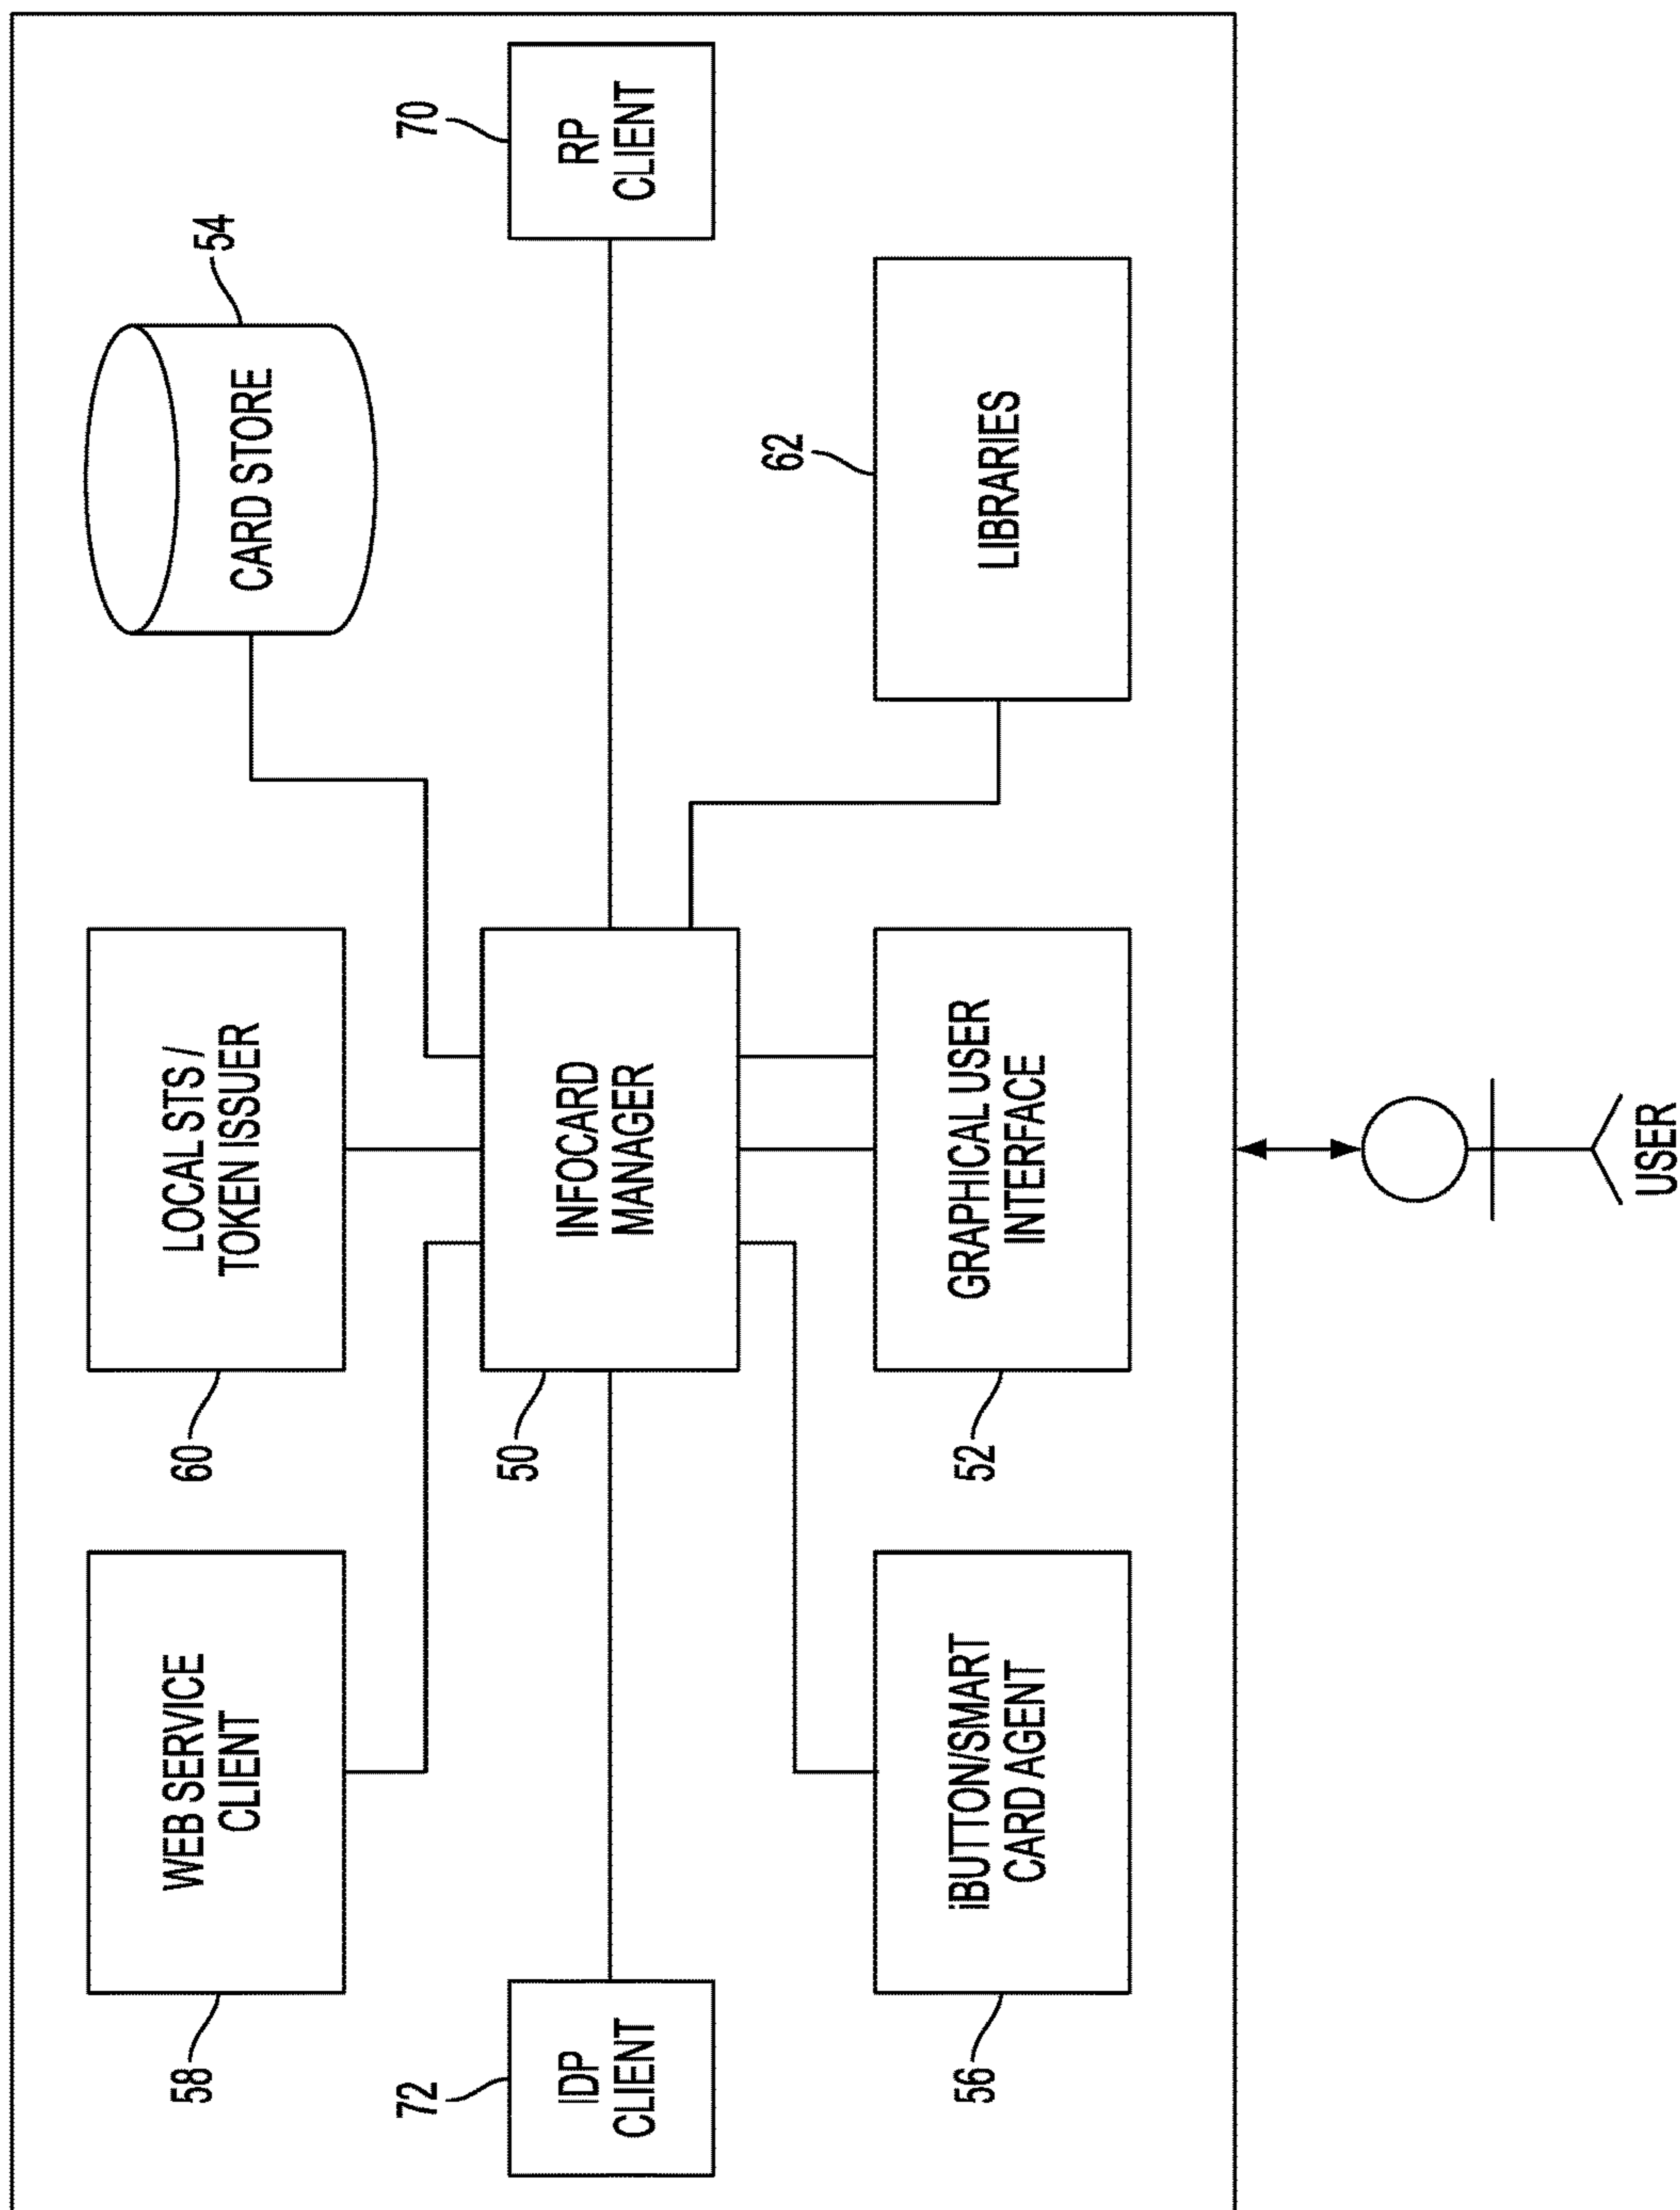 58
WEB SERVICE
CLIENT
60
LOCAL STS /
TOKEN ISSUER
CARD STORE
54
72
IDP
CLIENT
50
INFOCARD
MANAGER
70
RP
CLIENT
56
iBUTTON/SMART
CARD AGENT
52
GRAPHICAL USER
INTERFACE
62
LIBRARIES
USER